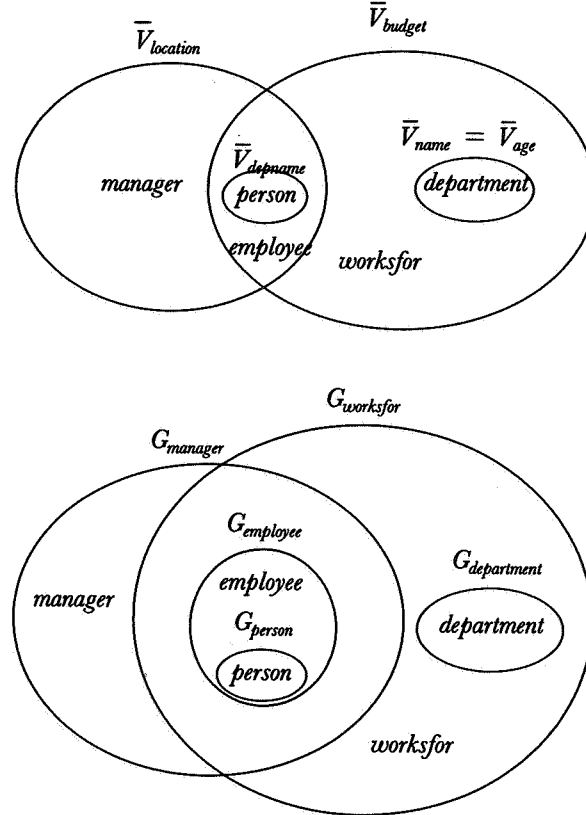 V̅location
V̅budget
V̅name = V̅age
V̅depname
manager
person
department
employee
worksfor
Gworksfor
Gmanager
Gemployee
employee
Gdepartment
manager
Gperson
department
person
worksfor